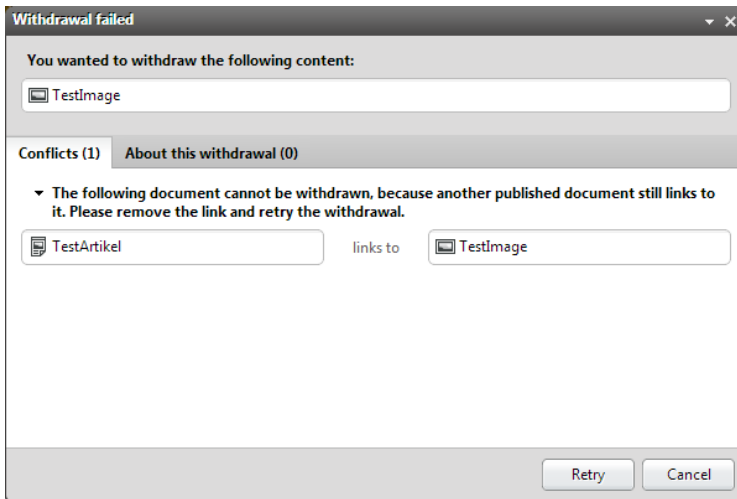 Withdrawal failed
You wanted to withdraw the following content:
TestImage
Conflicts (1) About this withdrawal (0)
The following document cannot be withdrawn, because another published document still links to
it. Please remove the link and retry the withdrawal.
TestArtikel links to TestImage
Retry Cancel